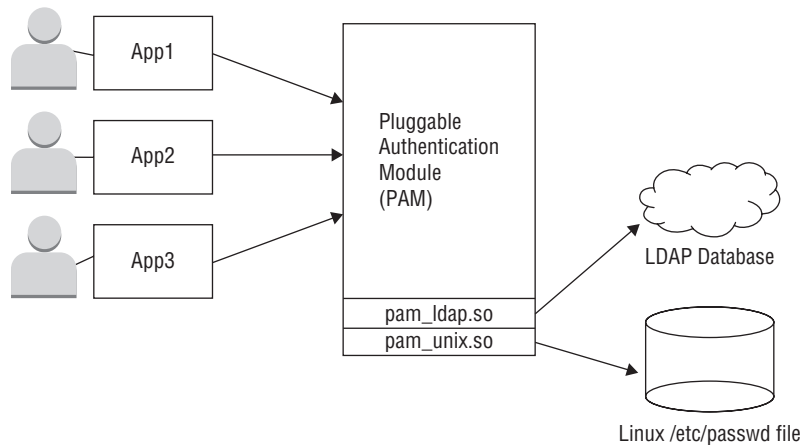 App1
App2
App3
Pluggable
Authentication
Module
(PAM)
pam_ldap.so
pam_unix.so
LDAP Database
Linux /etc/passwd file